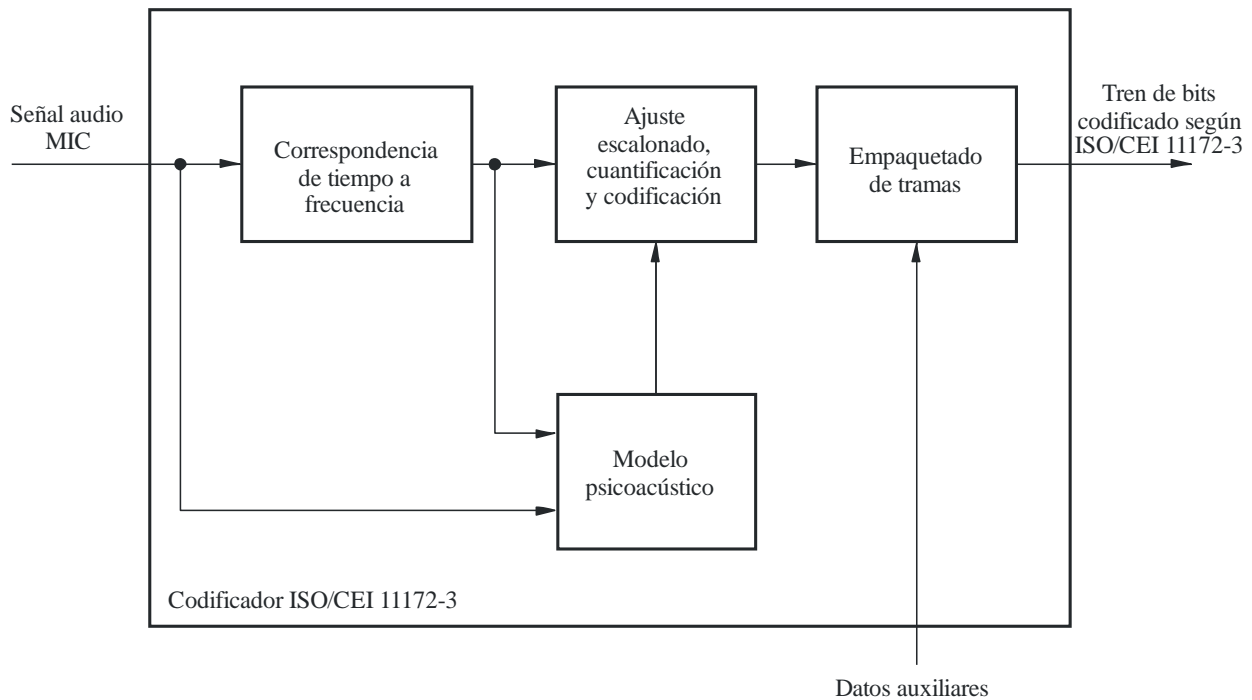 Señal audio
MIC
Correspondencia
de tiempo a
frecuencia
Ajuste
escalonado,
cuantificación
y codificación
Empaquetado
de tramas
Tren de bits
codificado según
ISO/CEI 11172-3
Modelo
psicoacústico
Codificador ISO/CEI 11172-3
Datos auxiliares